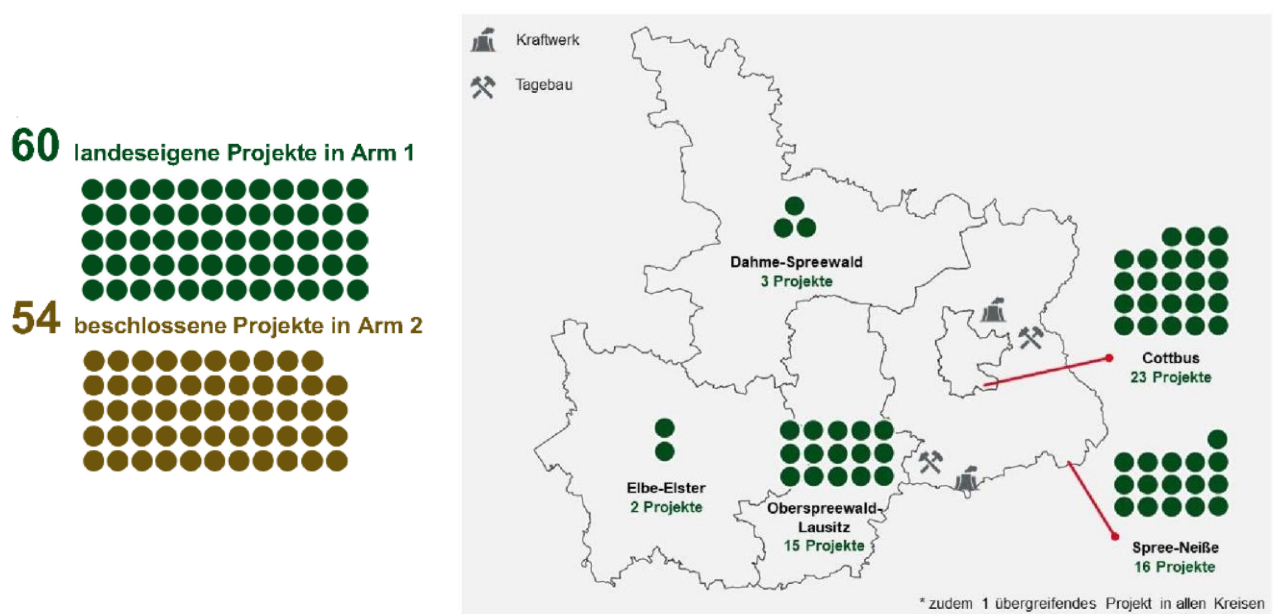 60 landeseigene Projekte in Arm 1
54 beschlossene Projekte in Arm 2
Kraftwerk
Tagebau
Dahme-Spreewald
3 Projekte
Cottbus
23 Projekte
Elbe-Elster
2 Projekte
Oberspreewald-
Lausitz
15 Projekte
Spree-Neiße
16 Projekte
* zudem 1 übergreifendes Projekt in allen Kreisen